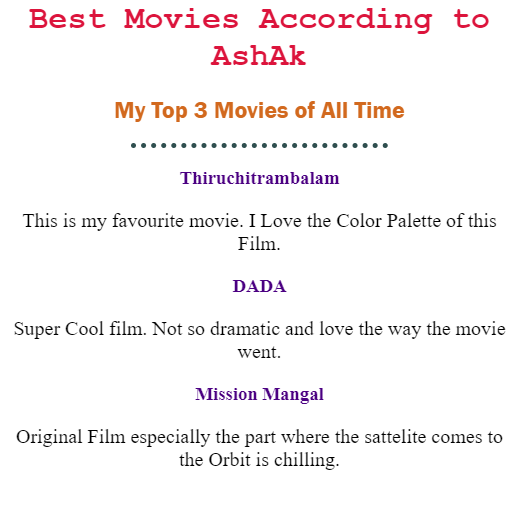 Best Movies According to
AshAk
My Top 3 Movies of All Time
Thiruchitrambalam
This is my favourite movie. I Love the Color Palette of this
Film.
DADA
Super Cool film. Not so dramatic and love the way the movie
went.
Mission Mangal
Original Film especially the part where the sattelite comes to
the Orbit is chilling.